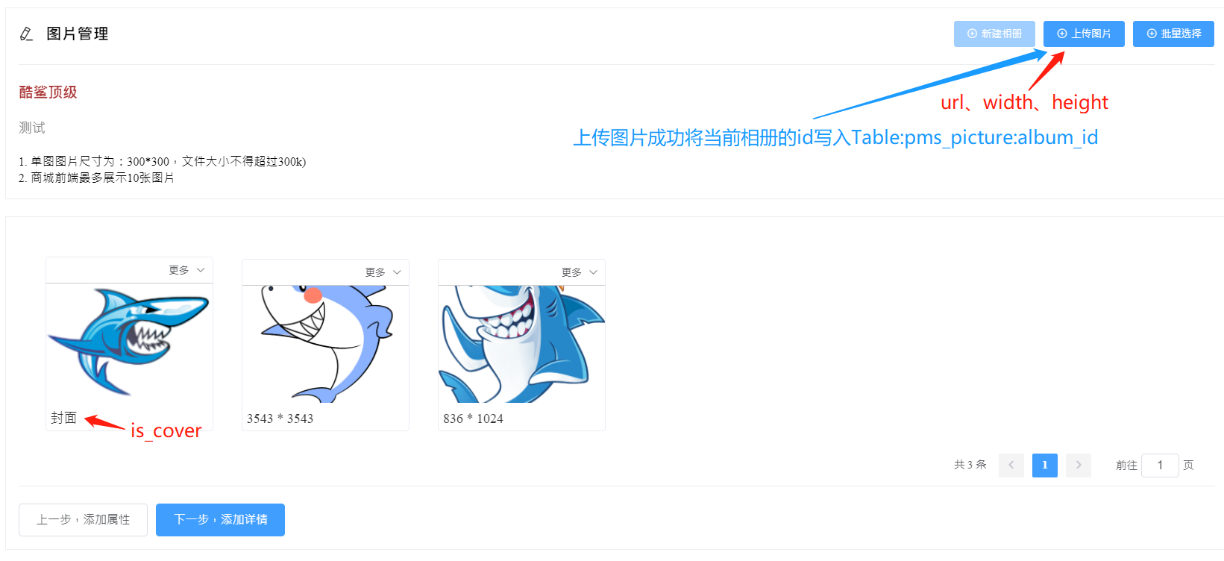 图片管理
新建相册
上传图片
批量选择
酷鲨顶级
url、width、height
测试
上传图片成功将当前相册的id写入Table:pms_picture:album_id
1. 单图图片尺寸为：300*300，文件大小不得超过300k)
2. 商城前端最多展示10张图片
更多
更多
更多
封面
is_cover
3543 * 3543
836 * 1024
共 3 条
1
前往 1 页
上一步，添加属性
下一步，添加详情